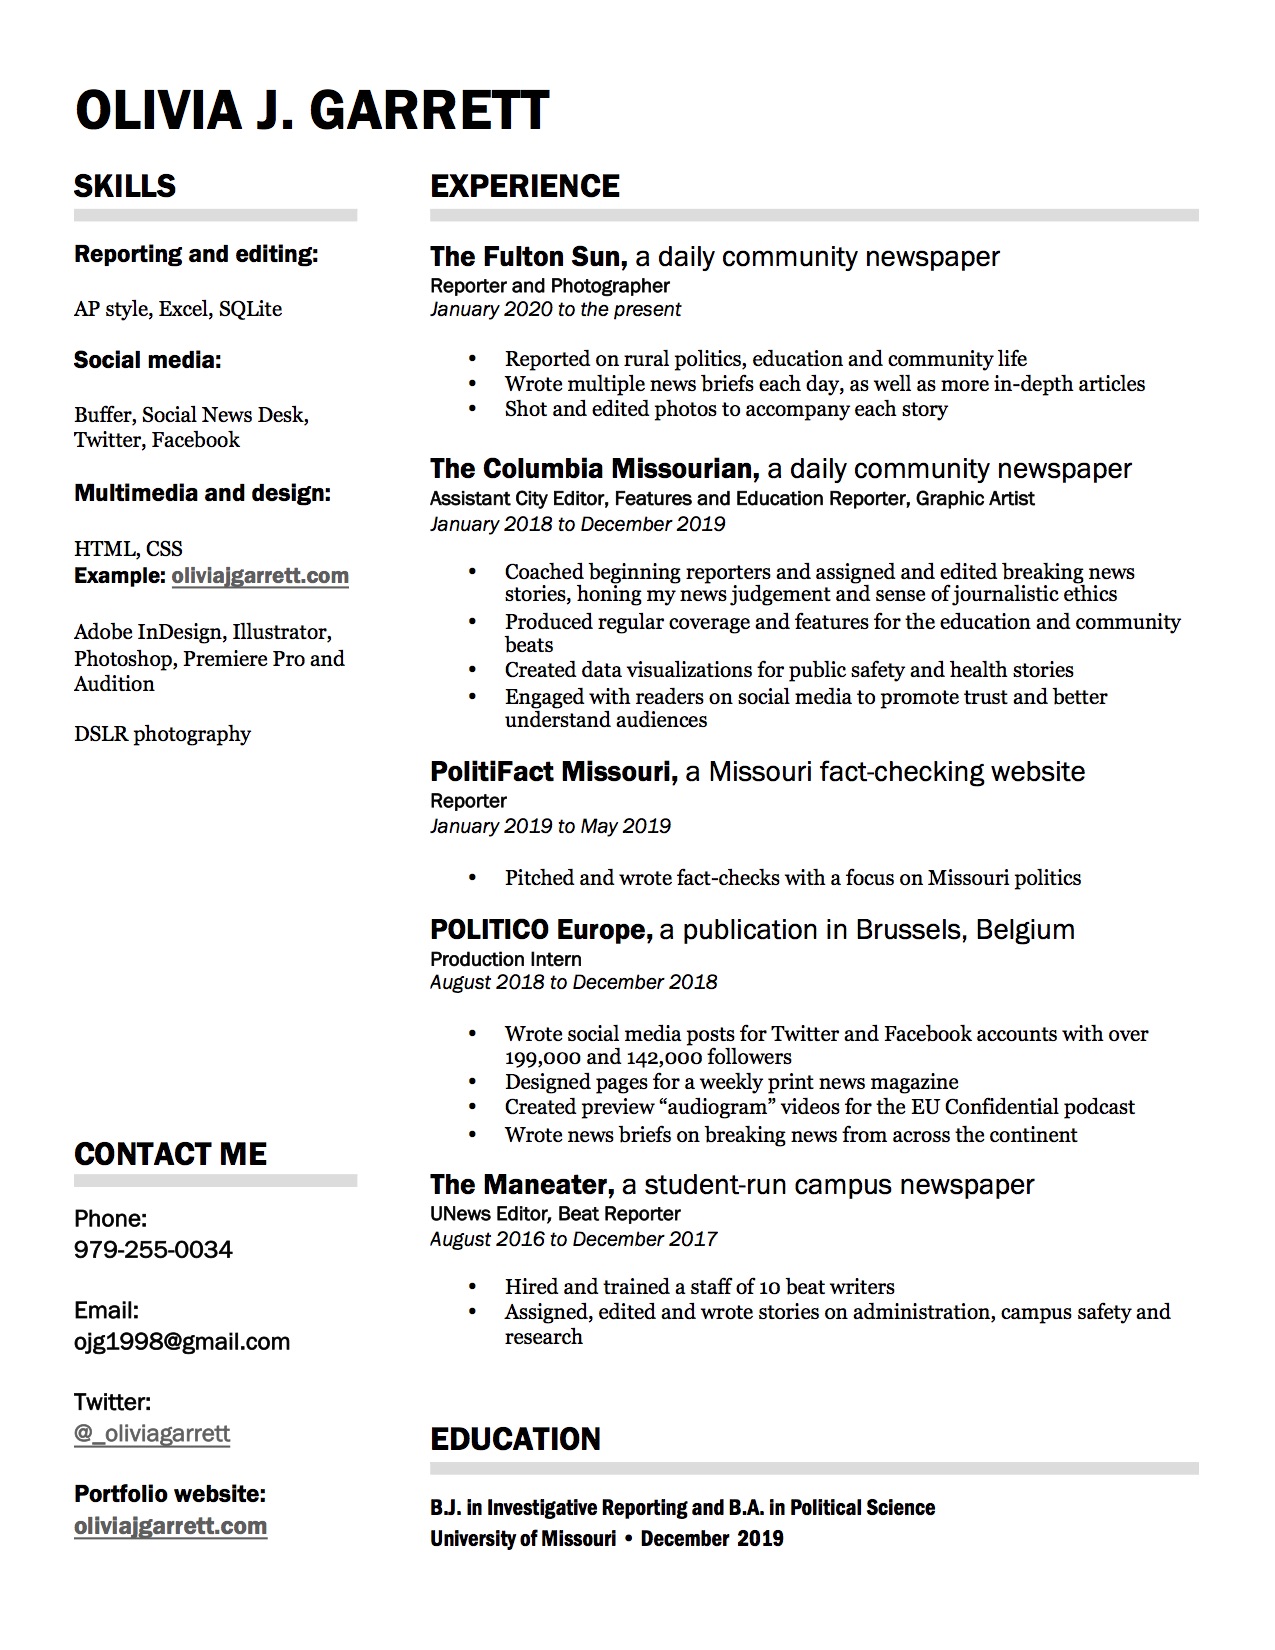 OLIVIA J. GARRETT
SKILLS
Reporting and editing:
AP style, Excel, SQLite
Social media:
Buffer, Social News Desk,
Twitter, Facebook
Multimedia and design:
HTML, CSS
Example: oliviajgarrett.com
Adobe InDesign, Illustrator,
Photoshop, Premiere Pro and
Audition
DSLR photography
CONTACT ME
Phone:
979-255-0034
Email:
ojg1998@gmail.com
Twitter:
@_oliviagarrett
Portfolio website:
oliviajgarrett.com
EXPERIENCE
The Fulton Sun, a daily community newspaper
Reporter and Photographer
January 2020 to the present
• Reported on rural politics, education and community life
• Wrote multiple news briefs each day, as well as more in-depth articles
• Shot and edited photos to accompany each story
The Columbia Missourian, a daily community newspaper
Assistant City Editor, Features and Education Reporter, Graphic Artist
January 2018 to December 2019
• Coached beginning reporters and assigned and edited breaking news
stories, honing my news judgement and sense of journalistic ethics
• Produced regular coverage and features for the education and community
beats
• Created data visualizations for public safety and health stories
• Engaged with readers on social media to promote trust and better
understand audiences
PolitiFact Missouri, a Missouri fact-checking website
Reporter
January 2019 to May 2019
• Pitched and wrote fact-checks with a focus on Missouri politics
POLITICO Europe, a publication in Brussels, Belgium
Production Intern
August 2018 to December 2018
• Wrote social media posts for Twitter and Facebook accounts with over
199,000 and 142,000 followers
• Designed pages for a weekly print news magazine
• Created preview “audiogram” videos for the EU Confidential podcast
• Wrote news briefs on breaking news from across the continent
The Maneater, a student-run campus newspaper
UNews Editor, Beat Reporter
August 2016 to December 2017
• Hired and trained a staff of 10 beat writers
• Assigned, edited and wrote stories on administration, campus safety and
research
EDUCATION
B.J. in Investigative Reporting and B.A. in Political Science
University of Missouri • December 2019